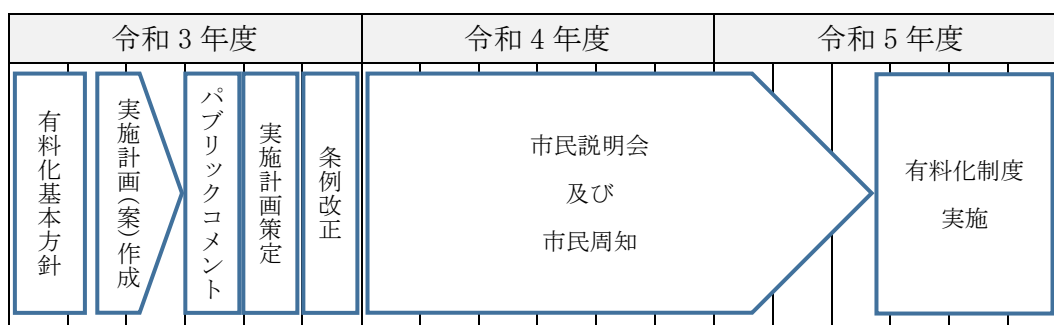 令和3年度
令和4年度
令和5年度
有料化基本方針
実施計画(案)作成
パブリックコメント
実施計画策定
条例改正
市民説明会
及び
市民周知
有料化制度
実施